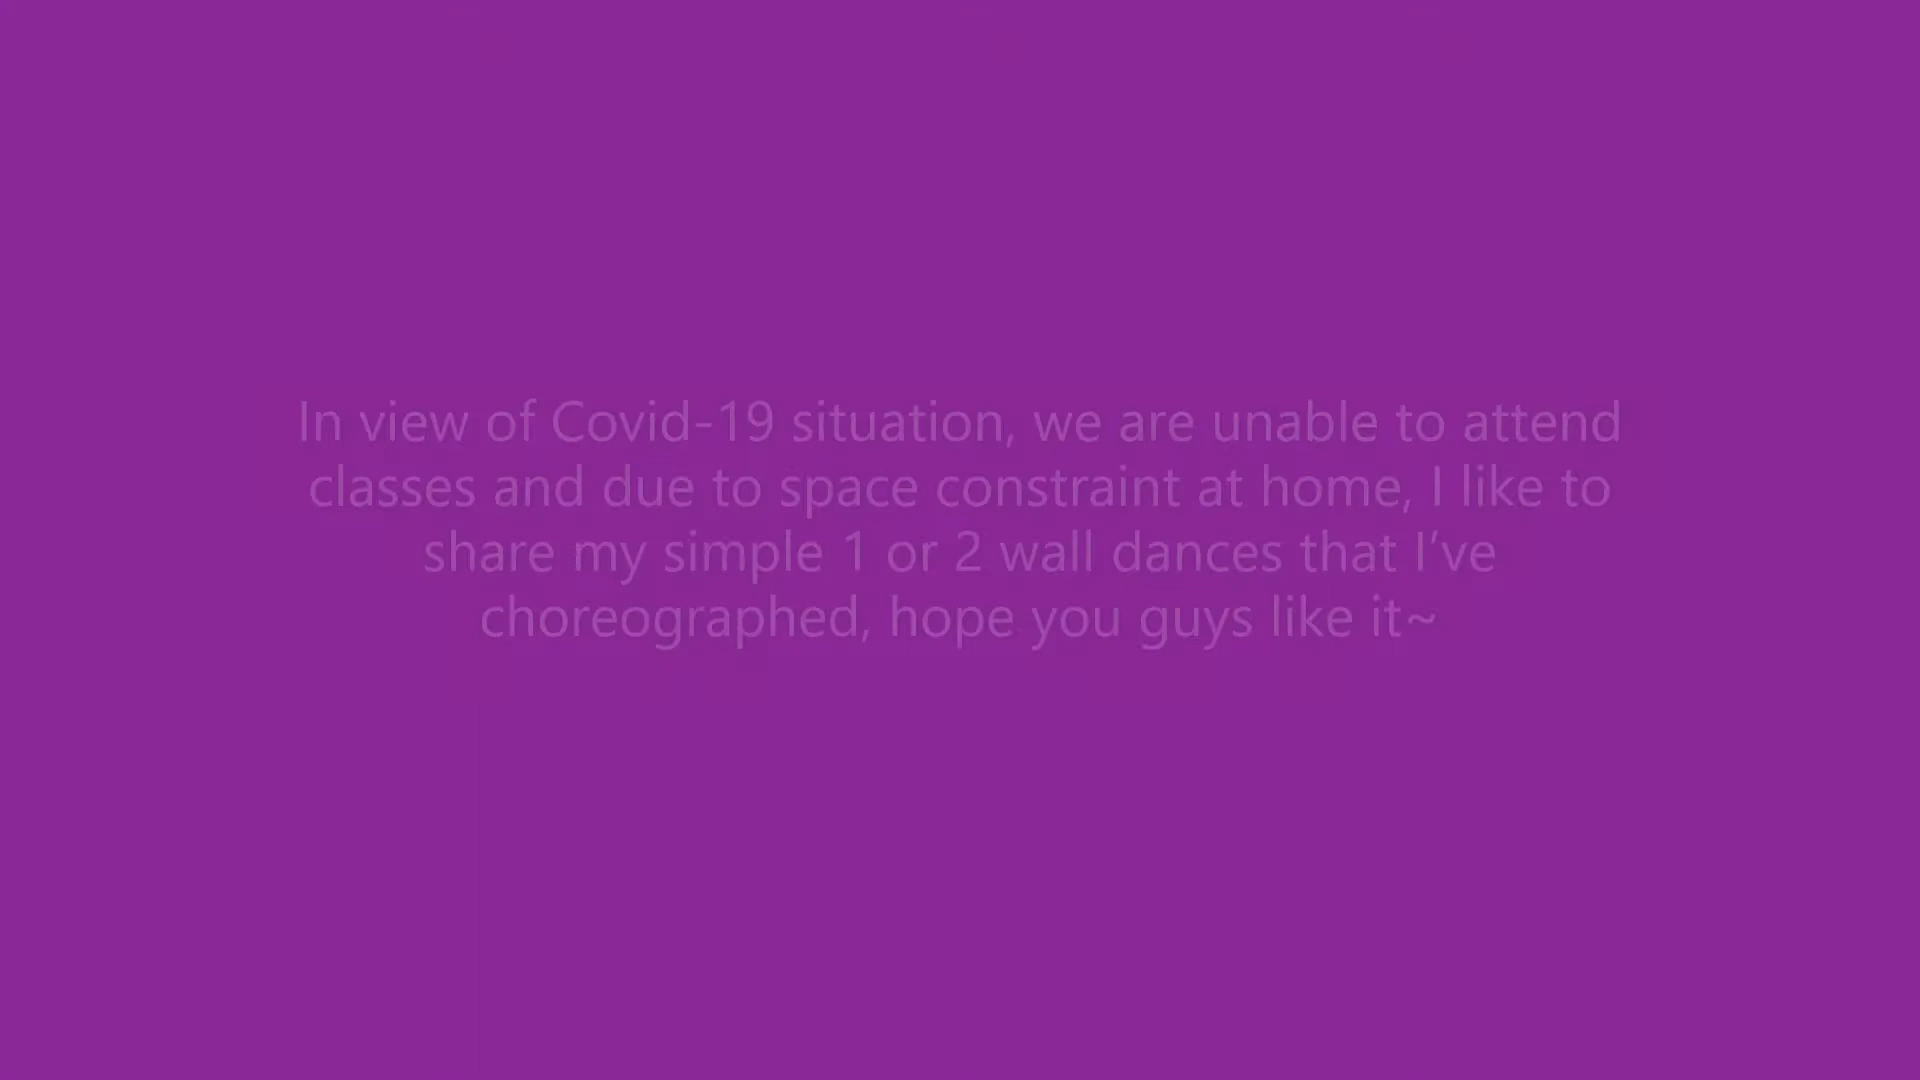 In view of Covid-19 situation, we are unable to attend
classes and due to space constraint at home, I like to
share my simple 1 or 2 wall dances that I’ve
choreographed, hope you guys like it~